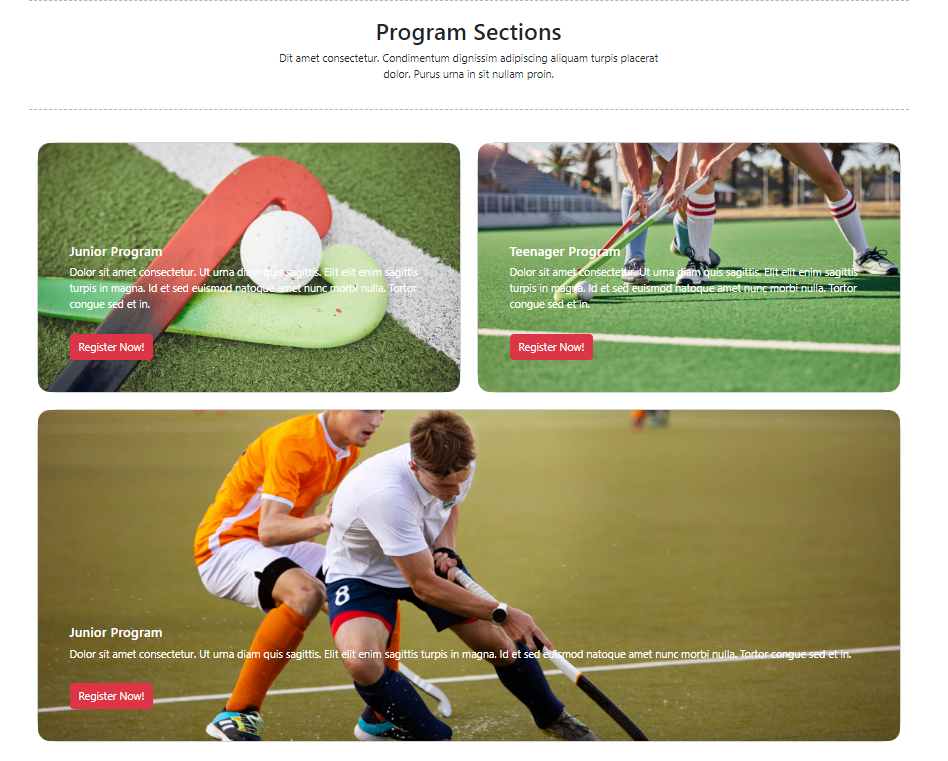 Program Sections
Dit amet consectetur. Condimentum dignissim adipiscing aliquam turpis placerat
dolor. Purus urna in sit nullam proin.
Junior Program
Dolor sit amet consectetur. Ut urna diam quis sagittis. Elit elit enim sagittis
turpis in magna. Id et sed euismod natoque amet nunc morbi nulla. Tortor
congue sed et in.
Register Now!
Teenager Program
Dolor sit amet consectetur. Ut urna diam quis sagittis. Elit elit enim sagittis
turpis in magna. Id et sed euismod natoque amet nunc morbi nulla. Tortor
congue sed et in.
Register Now!
8
Junior Program
Dolor sit amet consectetur. Ut urna diam quis sagittis. Elit elit enim sagittis turpis in magna. Id et sed euismod natoque amet nunc morbi nulla. Tortor congue sed et in.
Register Now!